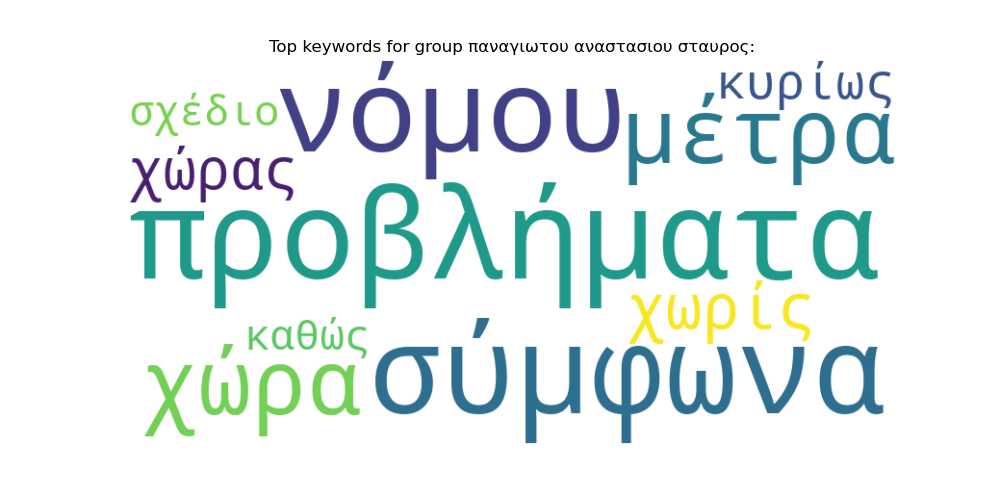 Top keywords for group παναγιωτου αναστασιου σταυρος:
κυρίως
σχέδιο
νόμου
μέτρα
χώρας
προβλήματα
χωρίς
καθώς
χώρα
σύμφωνα